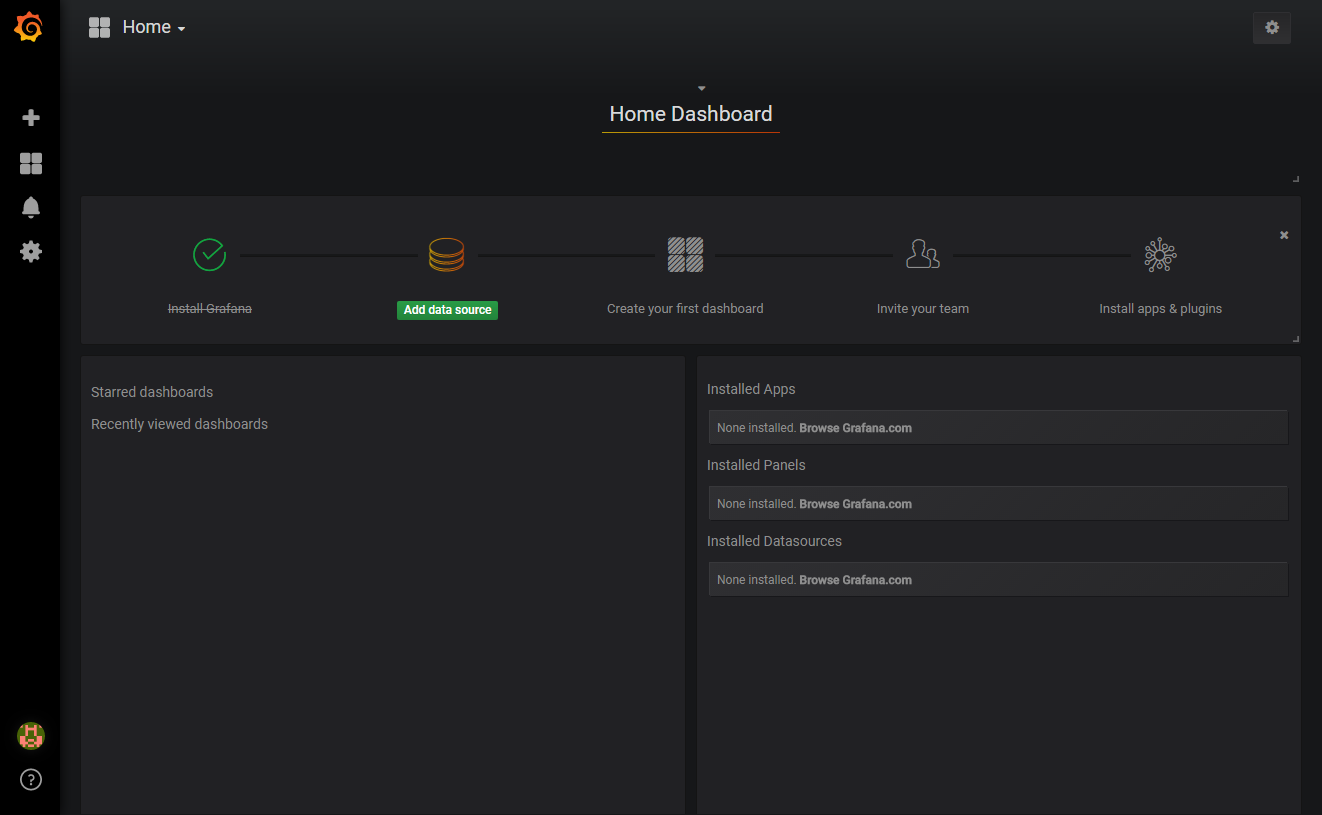 Home
Home Dashboard
Install Grafana
Add data source
Create your first dashboard
Invite your team
Install apps & plugins
Starred dashboards
Recently viewed dashboards
Installed Apps
None installed. Browse Grafana.com
Installed Panels
None installed. Browse Grafana.com
Installed Datasources
None installed. Browse Grafana.com